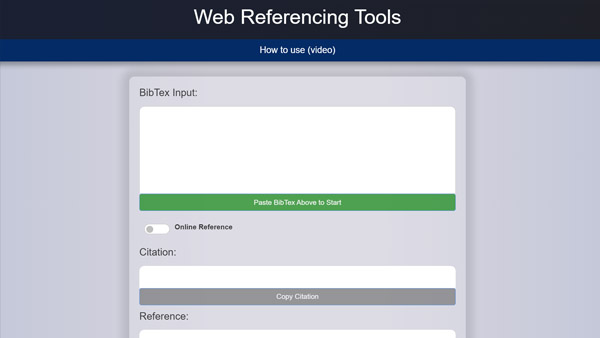 Web Referencing Tools
How to use (video)
BibTex Input:
Paste BibTex Above to Start
Online Reference
Citation:
Copy Citation
Reference: